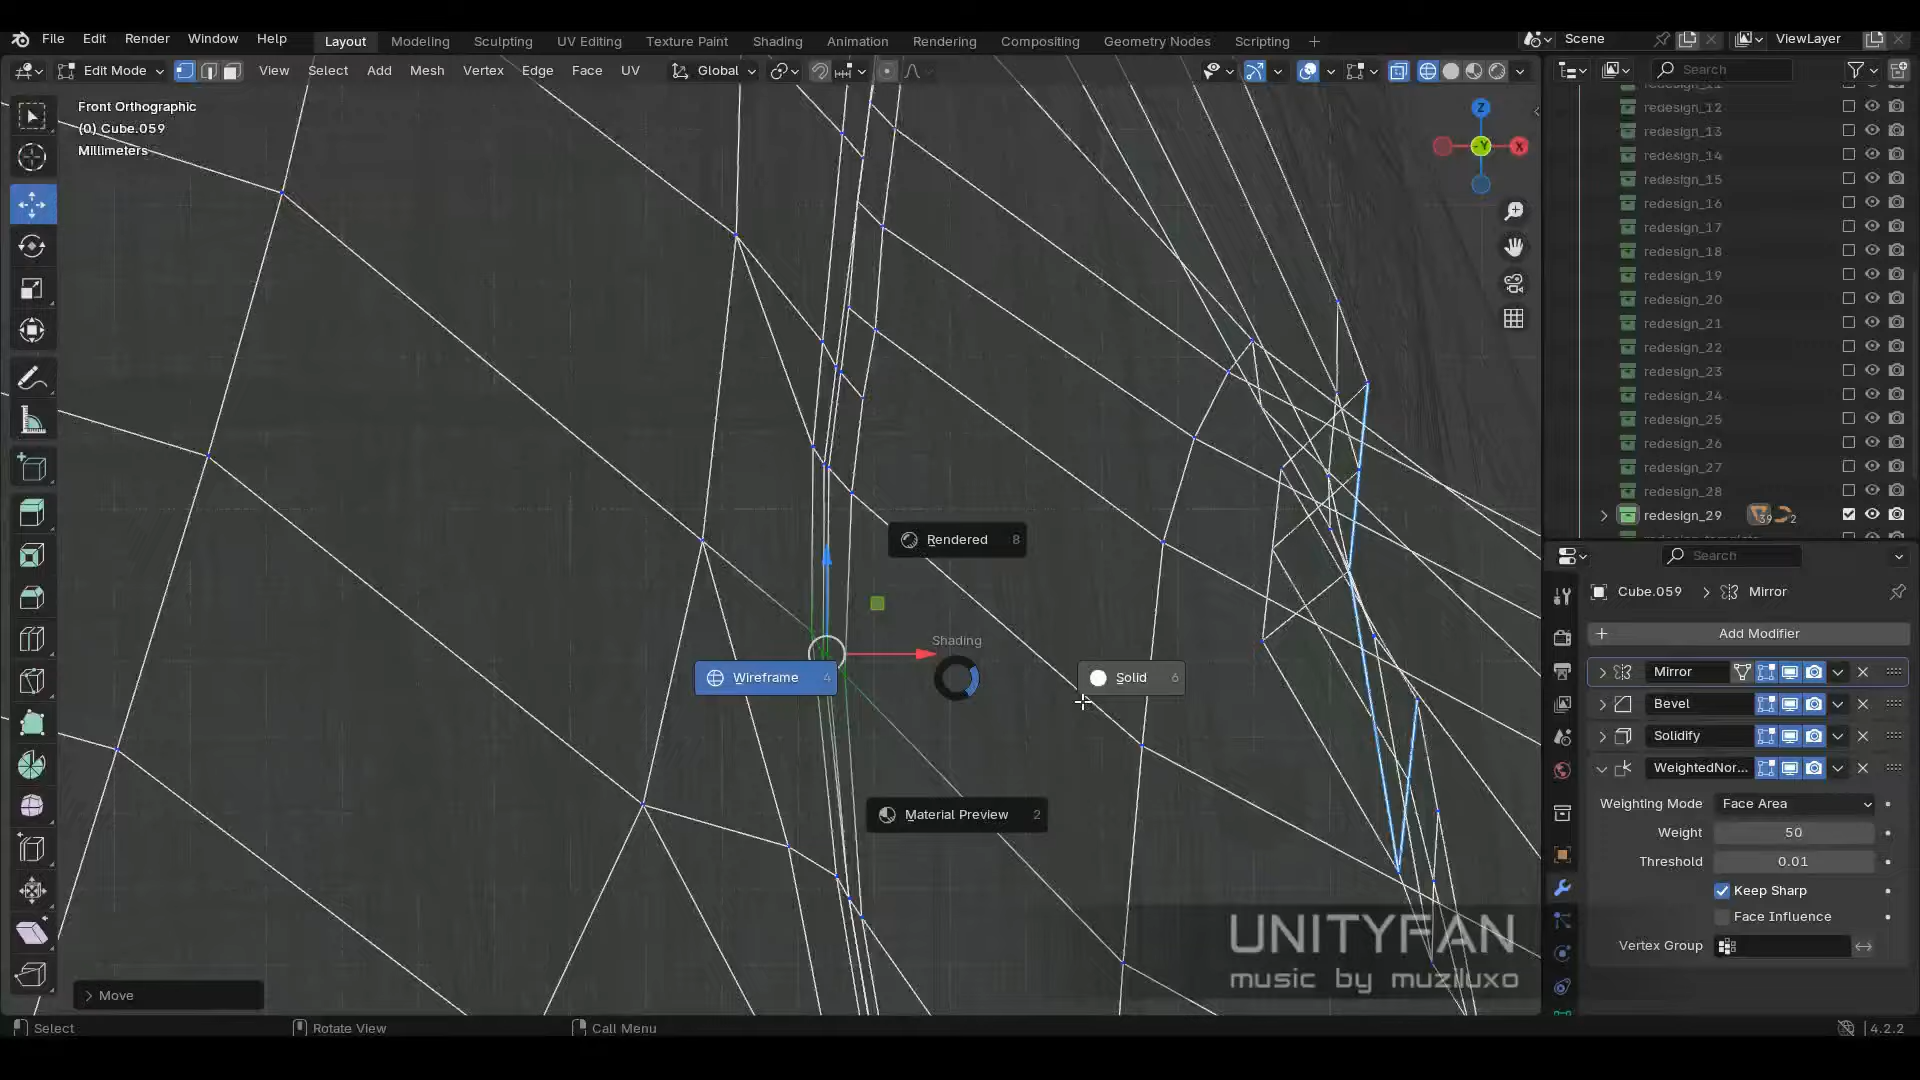 File Edit Render Window Help Layout Modeling Sculpting UV Editing Texture Paint Shading Animation Rendering Compositing Geometry Nodes Scripting + Scene ViewLayer
Edit Mode View Select Add Mesh Vertex Edge Face UV Global Search
Front Orthographic
(0) Cube.059
Millimeters
Z
-Y
X
redesign_12
redesign_13
redesign_14
redesign_15
redesign_16
redesign_17
redesign_18
redesign_19
redesign_20
redesign_21
redesign_22
redesign_23
redesign_24
redesign_25
redesign_26
redesign_27
redesign_28
redesign_29 39 2
Search
Cube.059 > Mirror
+ Add Modifier
Mirror
Bevel
Solidify
WeightedNor...
Weighting Mode Face Area
Weight 50
Threshold 0.01
Keep Sharp
Face Influence
Vertex Group
Rendered 8
Shading
Wireframe 4
Solid 6
Material Preview 2
UNITYFAN
music by muziluxo
> Move
Select Rotate View Call Menu 4.2.2